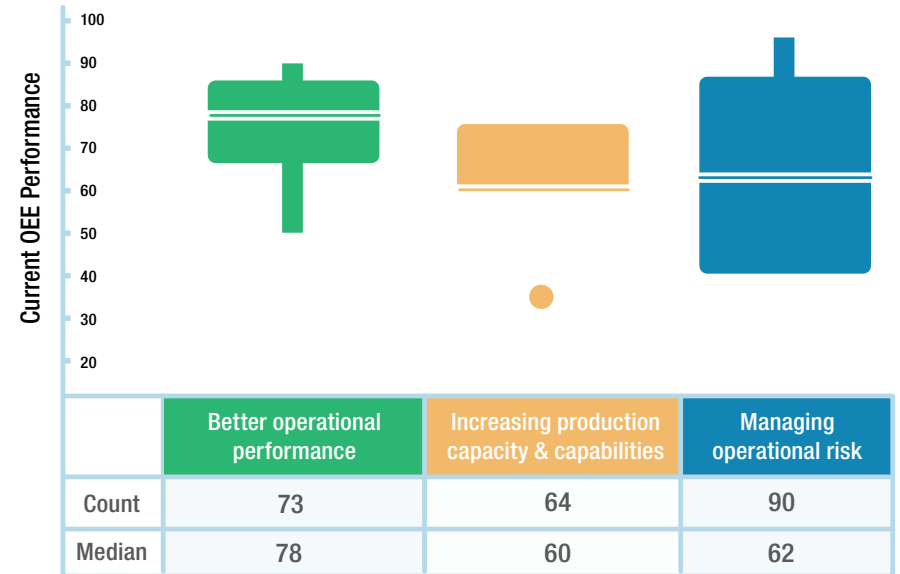 100
90
80
70
60
50
40
30
20
Current OEE Performance
Better operational
performance
Increasing production
capacity & capabilities
Managing
operational risk
Count 73 64 90
Median 78 60 62